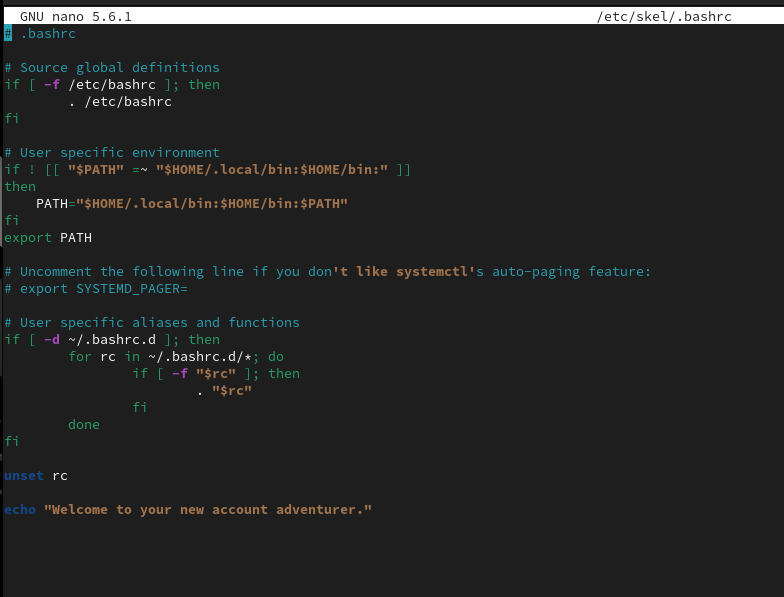 GNU nano 5.6.1 /etc/skel/.bashrc
# .bashrc
# Source global definitions
if [ -f /etc/bashrc ]; then
. /etc/bashrc
fi
# User specific environment
if ! [[ "$PATH" =~ "$HOME/.local/bin:$HOME/bin:" ]]
then
PATH="$HOME/.local/bin:$HOME/bin:$PATH"
fi
export PATH
# Uncomment the following line if you don't like systemctl's auto-paging feature:
# export SYSTEMD_PAGER=
# User specific aliases and functions
if [ -d ~/.bashrc.d ]; then
for rc in ~/.bashrc.d/*; do
if [ -f "$rc" ]; then
. "$rc"
fi
done
fi
unset rc
echo "Welcome to your new account adventurer."